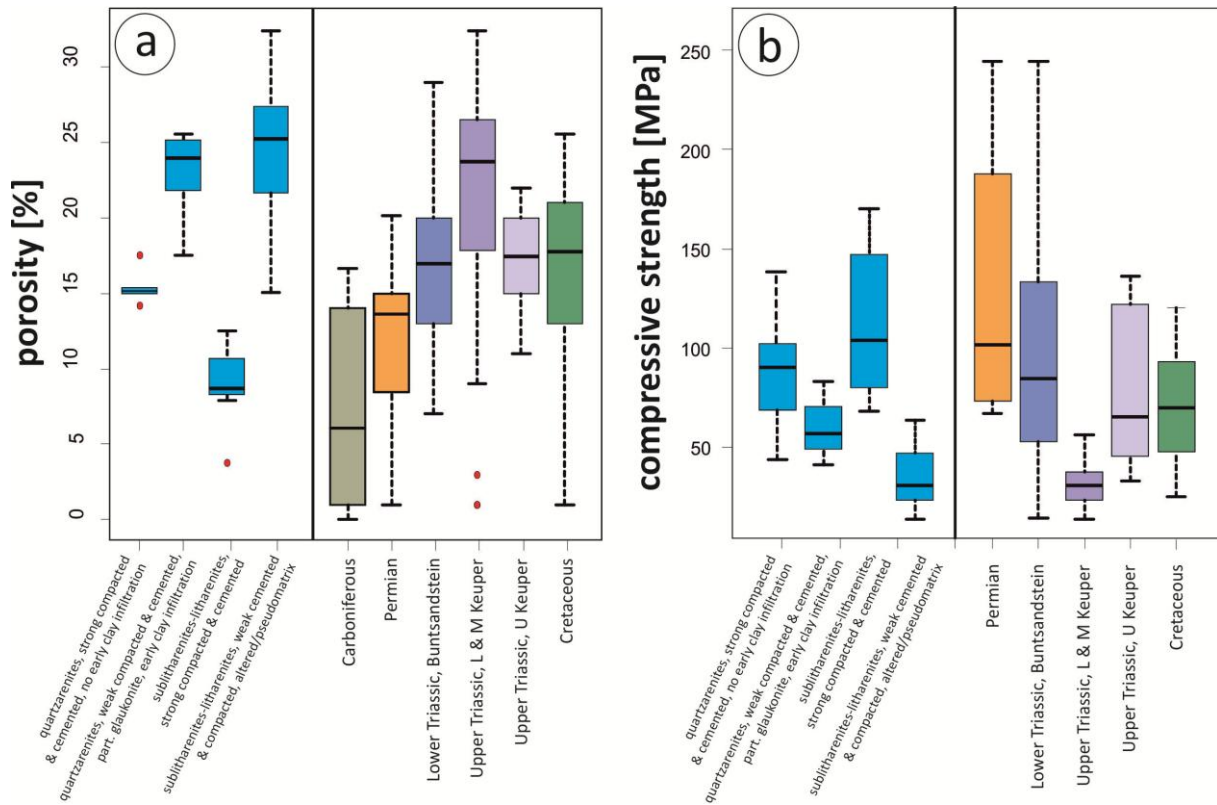 a
porosity [%]
30
25
20
15
10
5
0
quartzarenites, strong compacted
& cemented, no early clay infiltration
quartzarenites, weak compacted & cemented,
part. glaukonite, early clay infiltration
sublitharenites-litharenites,
strong compacted & cemented
sublitharenites-litharenites, weak cemented
& compacted, altered/pseudomatrix
Carboniferous
Permian
Lower Triassic, Buntsandstein
Upper Triassic, L & M Keuper
Upper Triassic, U Keuper
Cretaceous
b
compressive strength [MPa]
250
200
150
100
50
quartzarenites, strong compacted
& cemented, no early clay infiltration
quartzarenites, weak compacted & cemented,
part. glaukonite, early clay infiltration
sublitharenites-litharenites,
strong compacted & cemented
sublitharenites-litharenites, weak cemented
& compacted, altered/pseudomatrix
Permian
Lower Triassic, Buntsandstein
Upper Triassic, L & M Keuper
Upper Triassic, U Keuper
Cretaceous